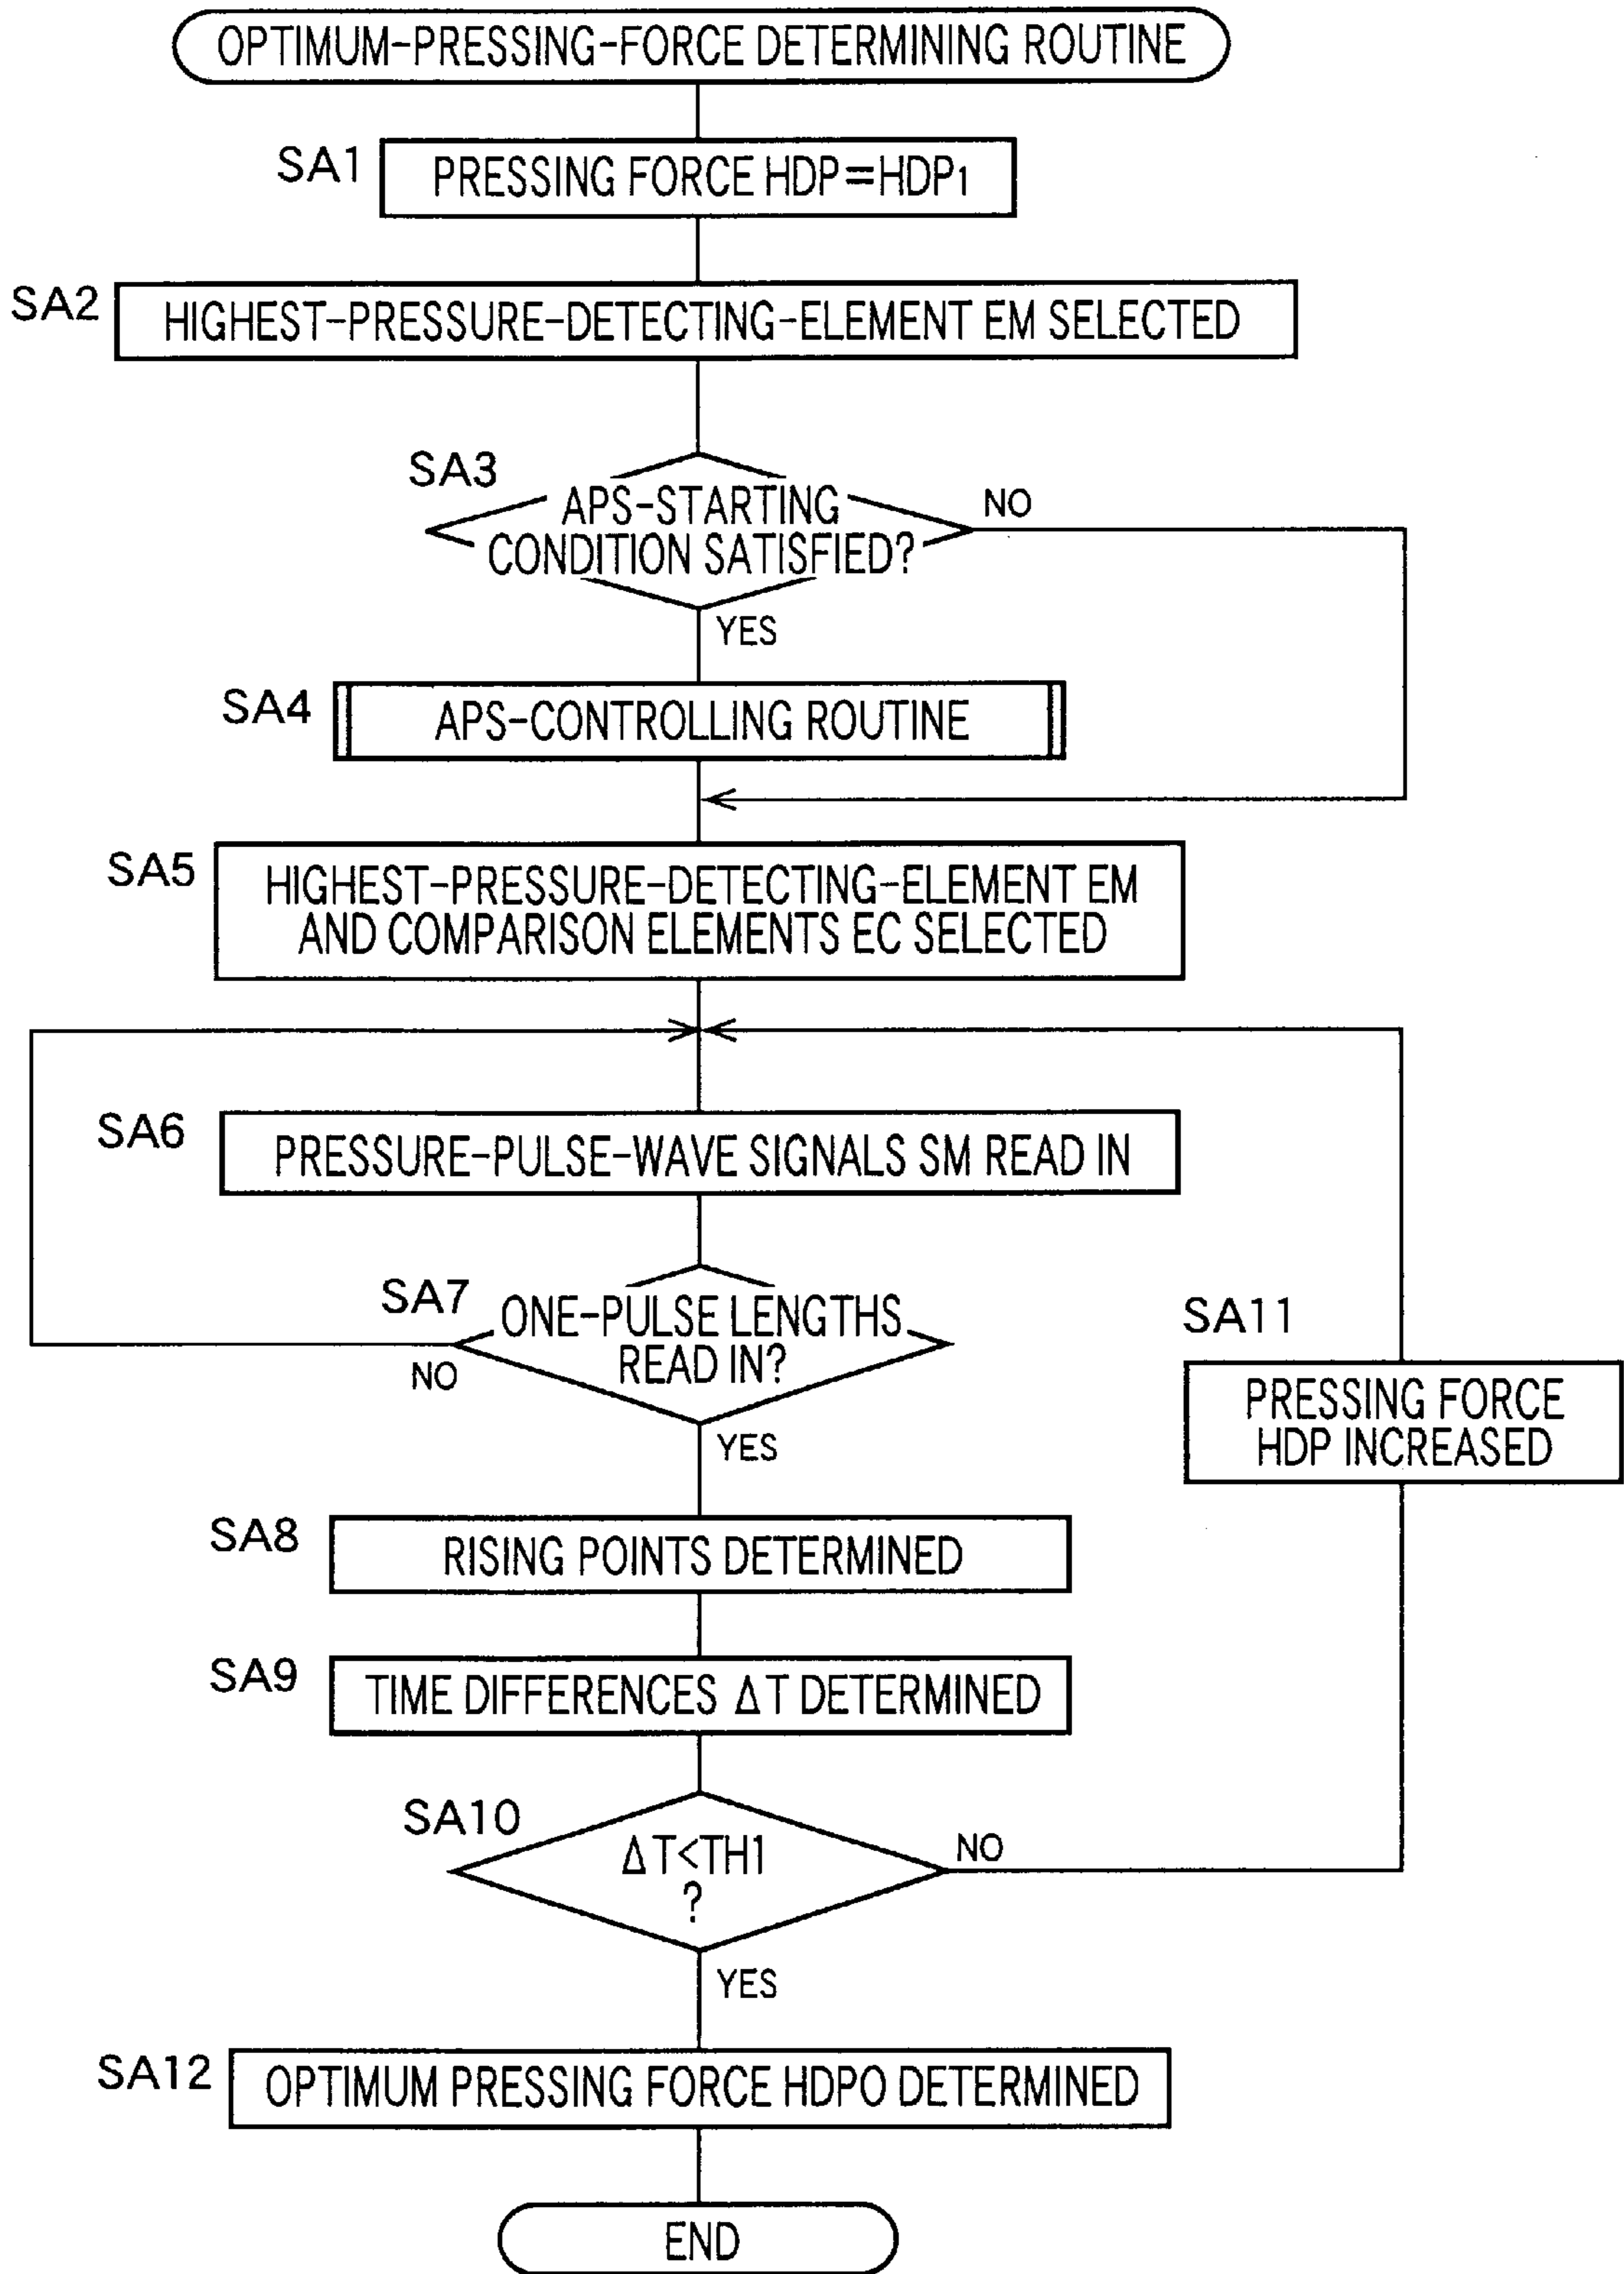 OPTIMUM-PRESSING-FORCE DETERMINING ROUTINE
SA1
PRESSING FORCE HDP=HDP1
SA2
HIGHEST-PRESSURE-DETECTING-ELEMENT EM SELECTED
SA3
APS-STARTING
CONDITION SATISFIED?
NO
YES
SA4
APS-CONTROLLING ROUTINE
SA5
HIGHEST-PRESSURE-DETECTING-ELEMENT EM
AND COMPARISON ELEMENTS EC SELECTED
SA6
PRESSURE-PULSE-WAVE SIGNALS SM READ IN
SA7
ONE-PULSE LENGTHS
READ IN?
NO
YES
SA11
PRESSING FORCE
HDP INCREASED
SA8
RISING POINTS DETERMINED
SA9
TIME DIFFERENCES ΔT DETERMINED
SA10
ΔT<TH1
?
NO
YES
SA12
OPTIMUM PRESSING FORCE HDPO DETERMINED
END